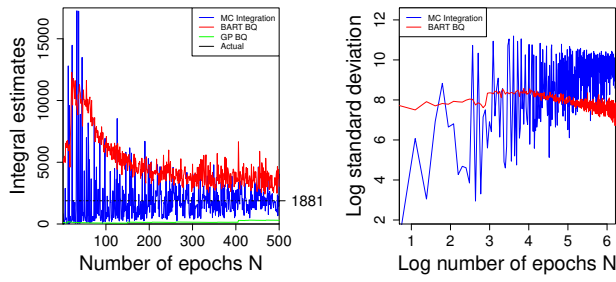 MC Integration
BART BQ
GP BQ
Actual
Integral estimates
15000
10000
5000
0
1881
100 200 300 400 500
Number of epochs N
MC Integration
BART BQ
Log standard deviation
12
10
8
6
4
2
1 2 3 4 5 6
Log number of epochs N